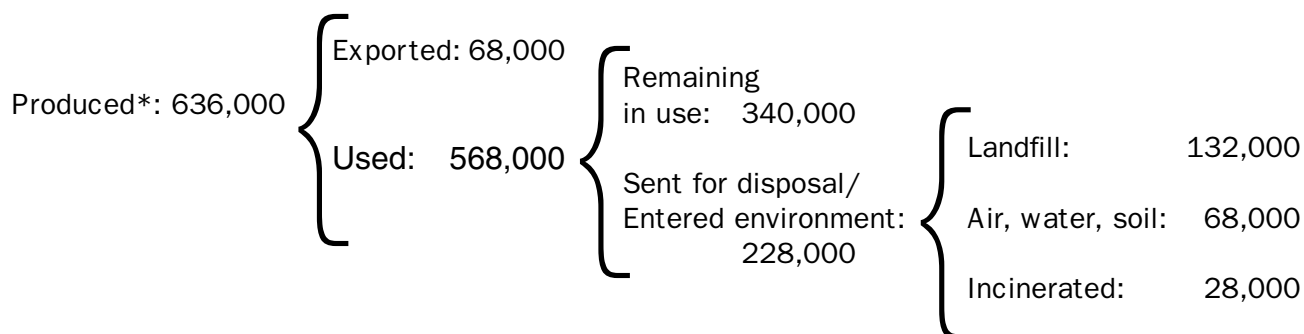 Produced*: 636,000
Exported: 68,000
Used: 568,000
Remaining
in use: 340,000
Sent for disposal/
Entered environment:
228,000
Landfill: 132,000
Air, water, soil: 68,000
Incinerated: 28,000